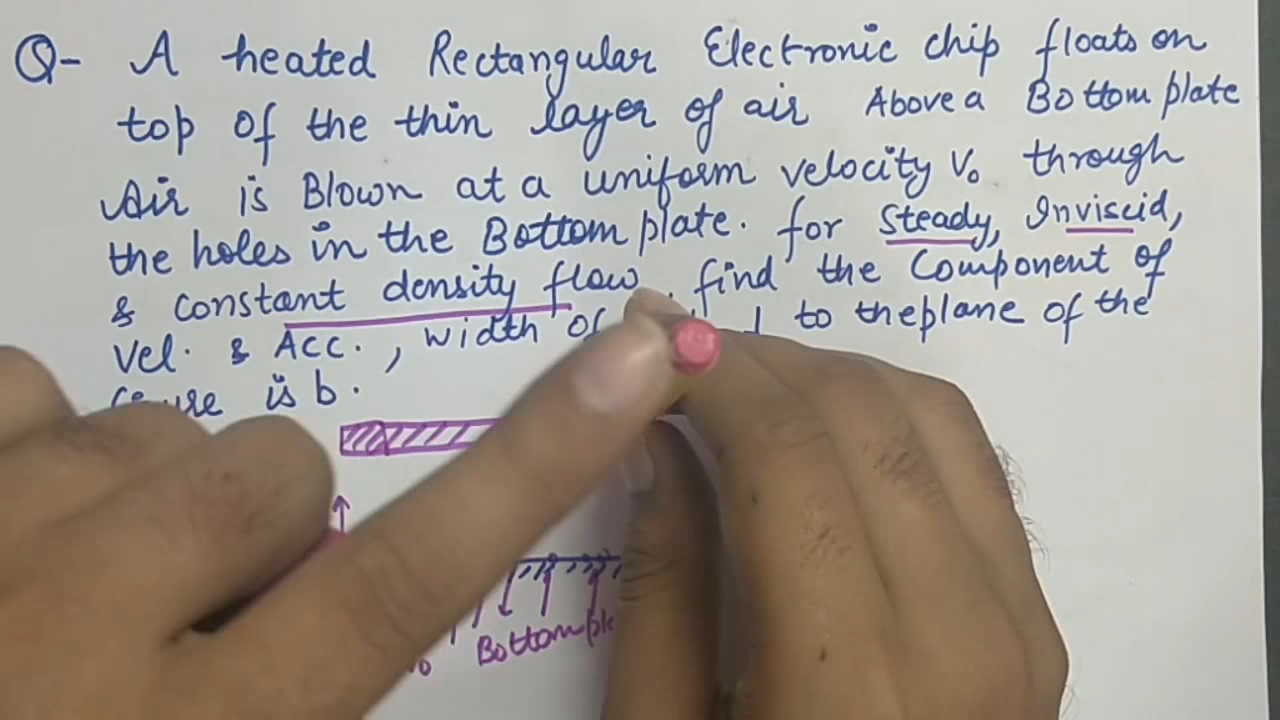 Q- A heated Rectangular Electronic chip floats on
top of the thin layer of air Above a Bottom plate
Air is Blown at a uniform velocity V₀ through
the holes in the Bottom plate. for Steady, Inviscid,
& constant density flow, find the Component of
Vel. & Acc., width of to the plane of the
is b.
Bottom